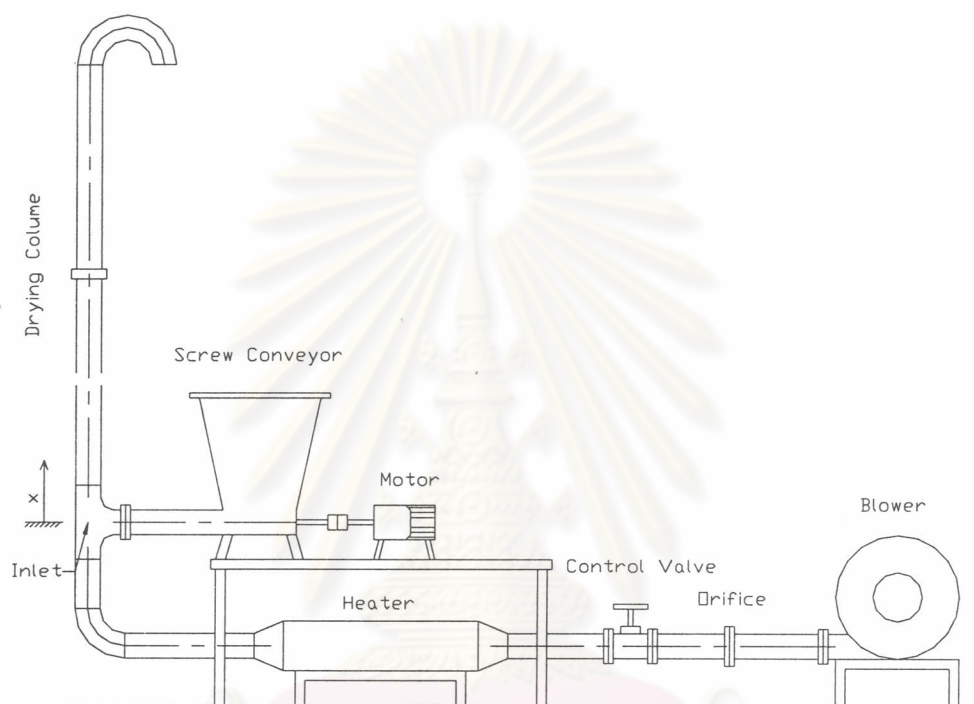 Drying Colume
Screw Conveyor
x
Motor
Blower
Inlet
Control Valve
Orifice
Heater